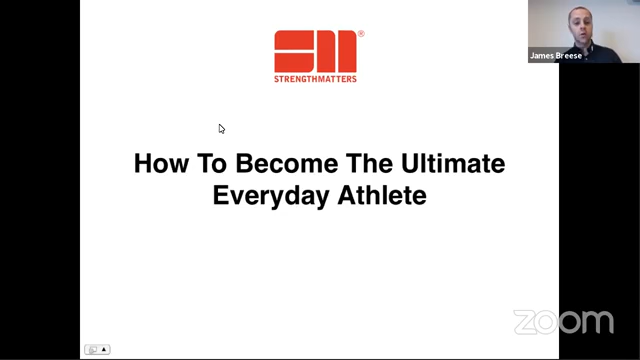 STRENGTHMATTERS®
James Breese
How To Become The Ultimate
Everyday Athlete
zoom